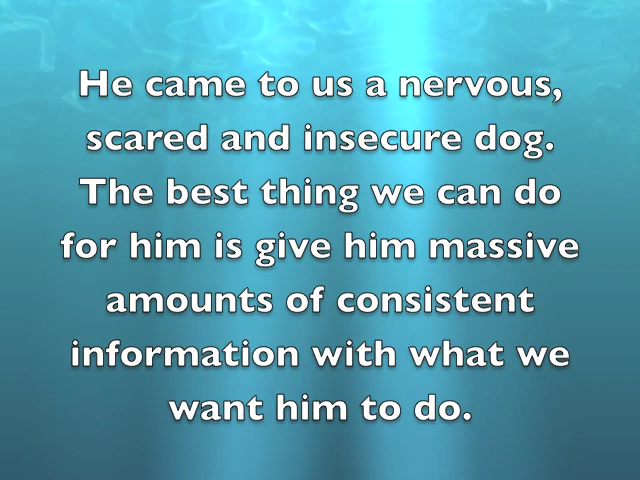 He came to us a nervous,
scared and insecure dog.
The best thing we can do
for him is give him massive
amounts of consistent
information with what we
want him to do.